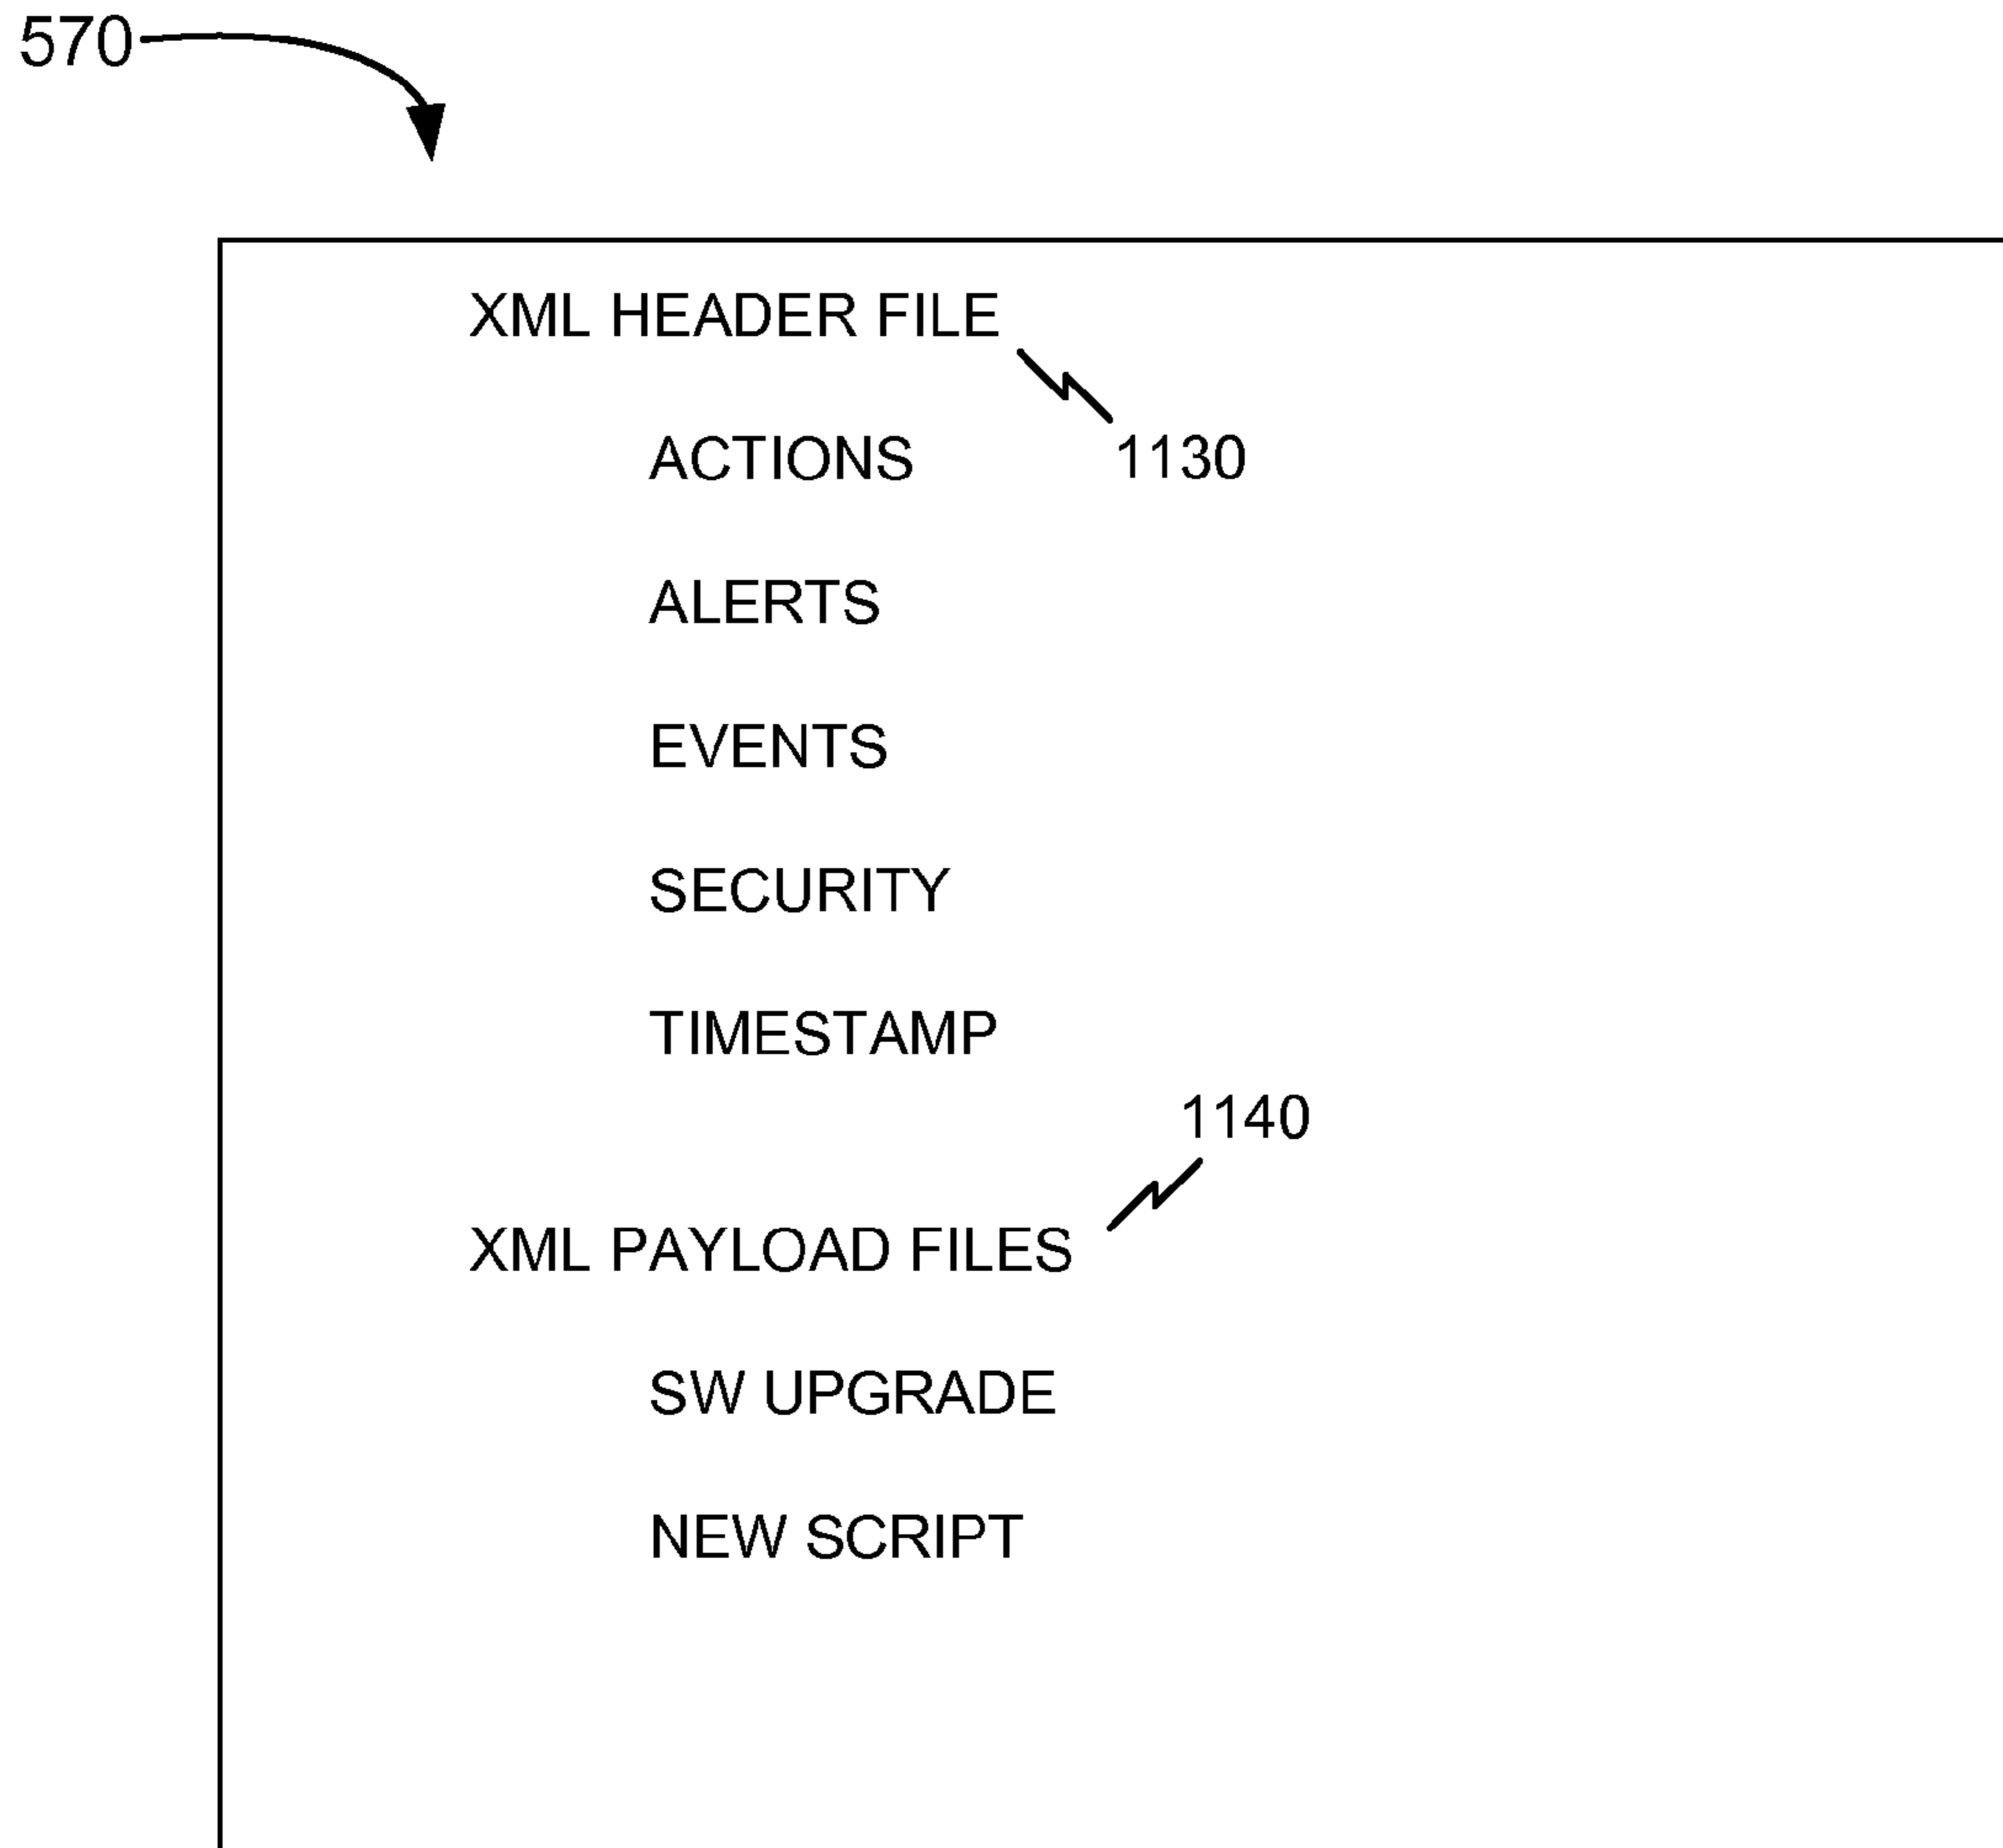 570
XML HEADER FILE
1130
ACTIONS
ALERTS
EVENTS
SECURITY
TIMESTAMP
1140
XML PAYLOAD FILES
SW UPGRADE
NEW SCRIPT